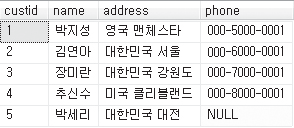 custid name address phone
1 박지성 영국 맨체스타 000-5000-0001
2 김연아 대한민국 서울 000-6000-0001
3 장미란 대한민국 강원도 000-7000-0001
4 추신수 미국 클리블랜드 000-8000-0001
5 박세리 대한민국 대전 NULL